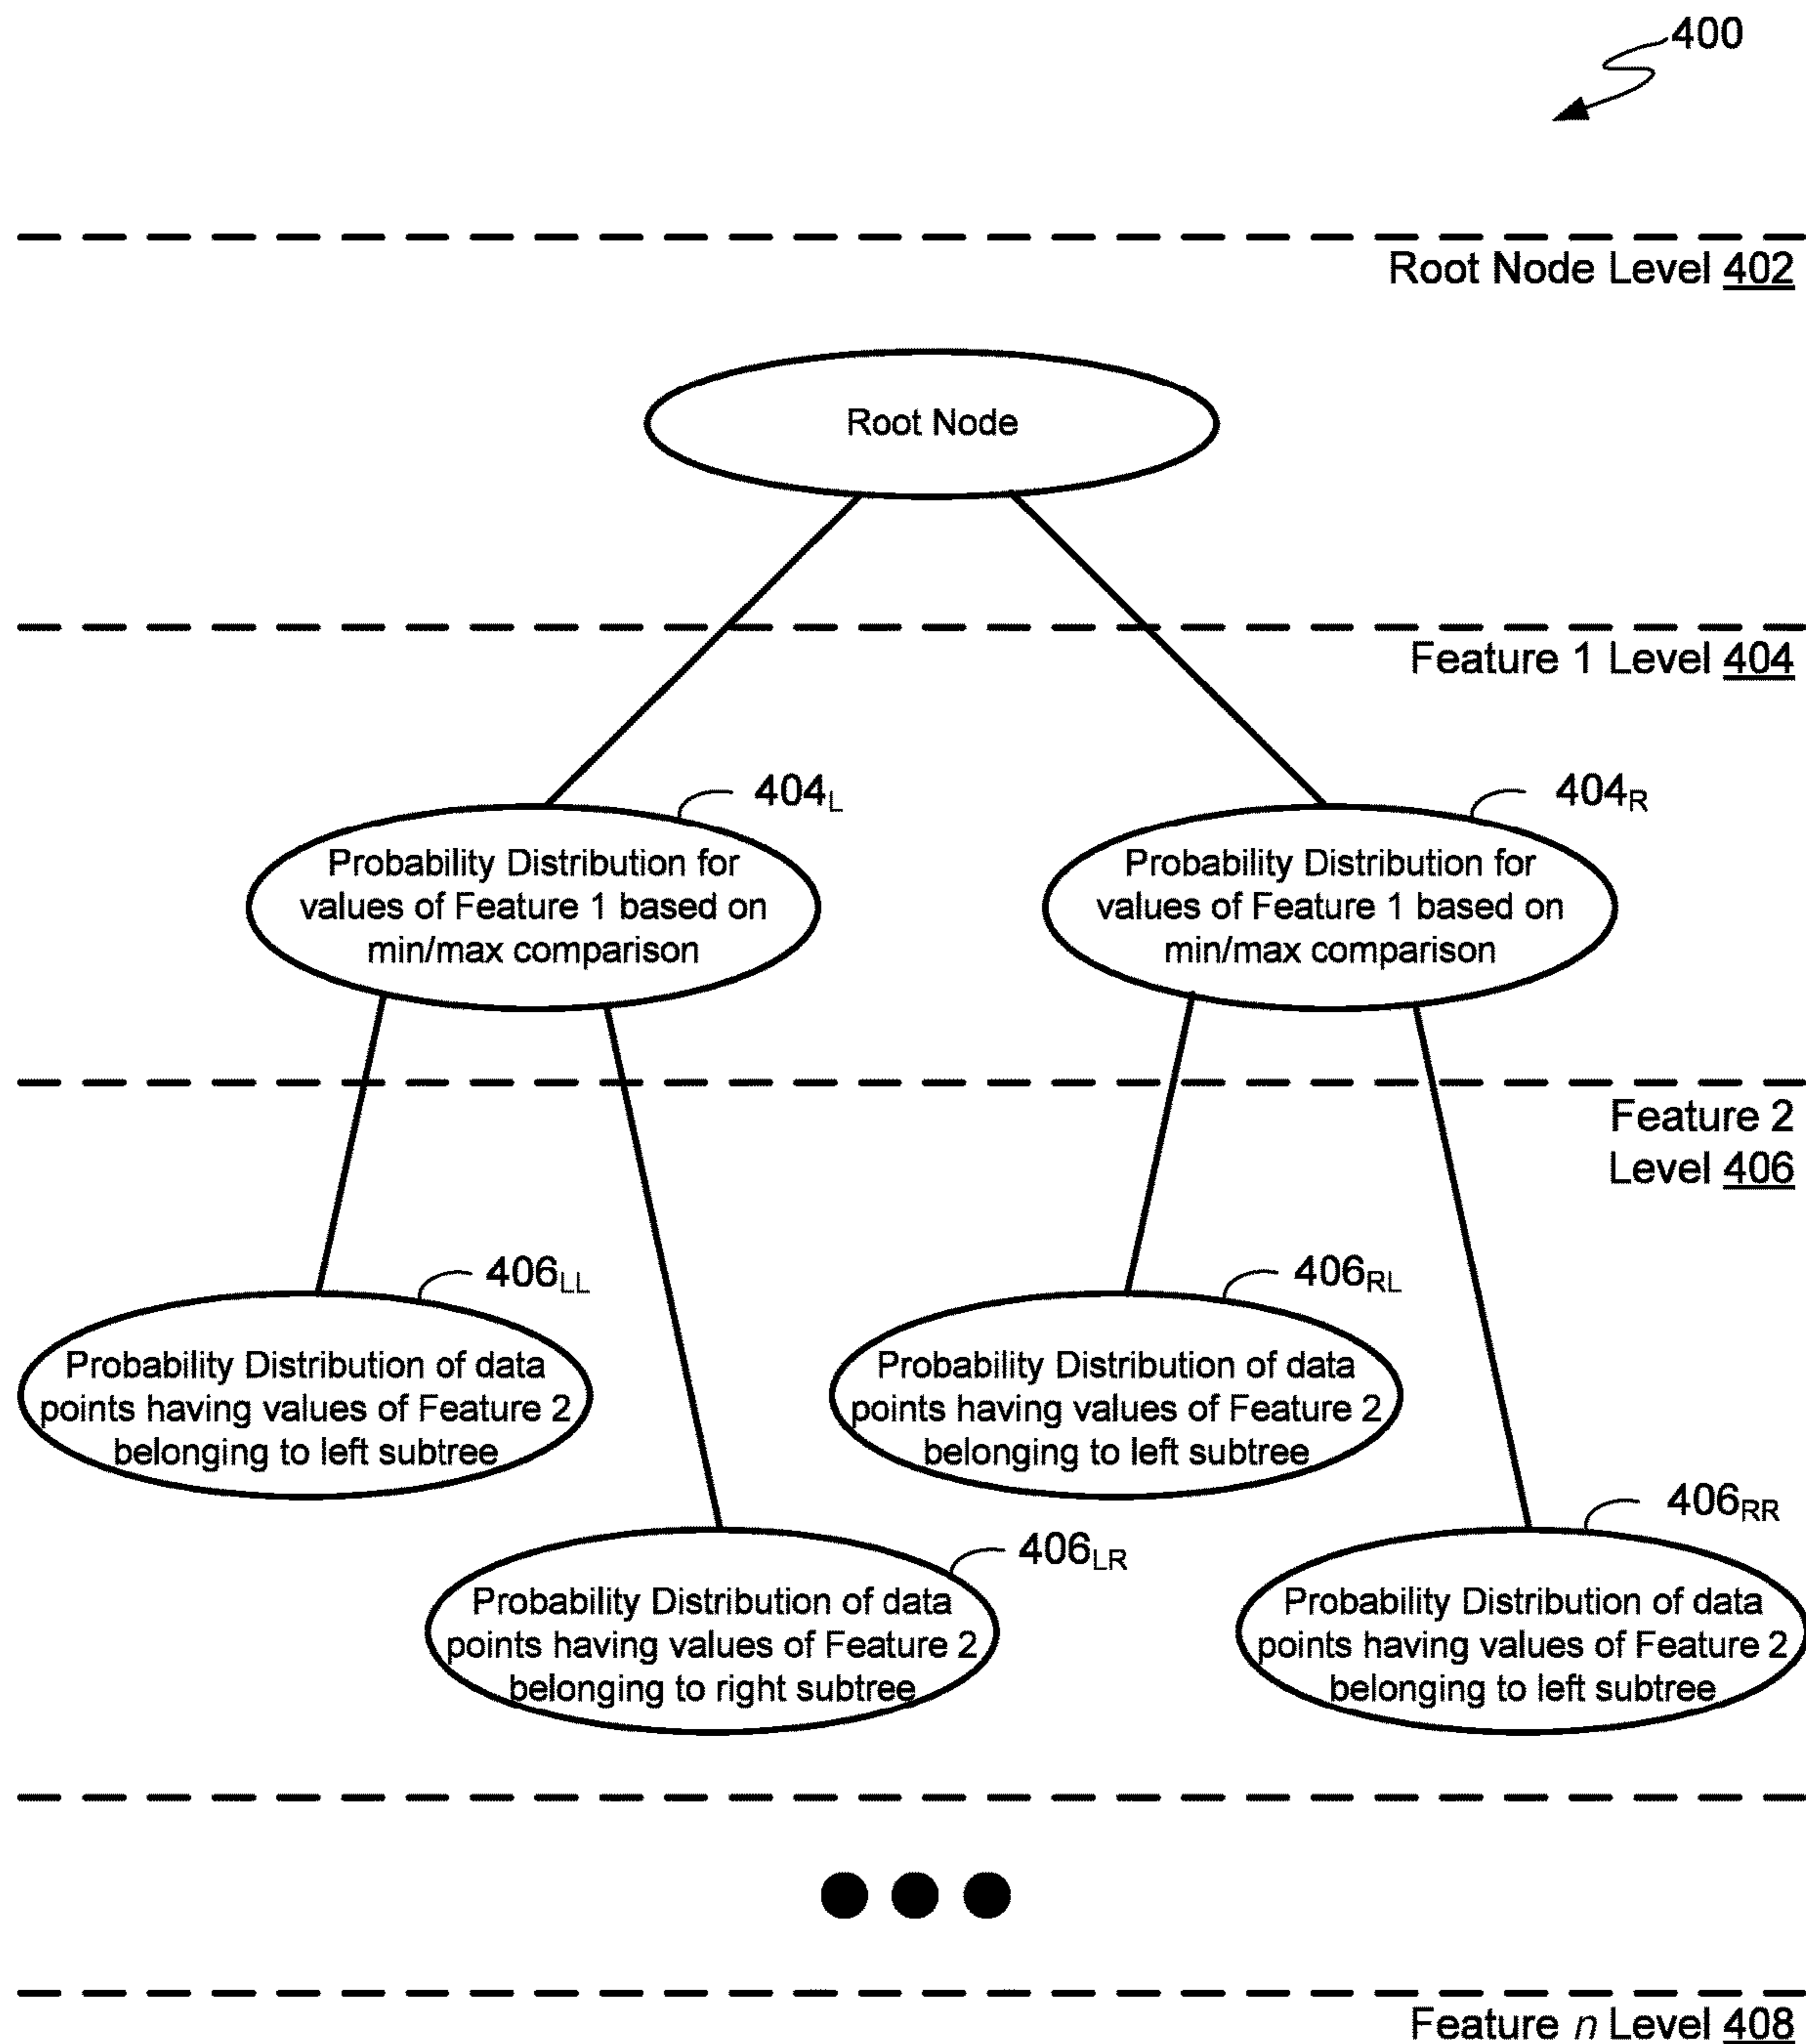 400
Root Node Level 402
Root Node
Feature 1 Level 404
404L
404R
Probability Distribution for
values of Feature 1 based on
min/max comparison
Probability Distribution for
values of Feature 1 based on
min/max comparison
Feature 2
Level 406
406LL
406RL
Probability Distribution of data
points having values of Feature 2
belonging to left subtree
Probability Distribution of data
points having values of Feature 2
belonging to left subtree
406LR
406RR
Probability Distribution of data
points having values of Feature 2
belonging to right subtree
Probability Distribution of data
points having values of Feature 2
belonging to left subtree
Feature n Level 408